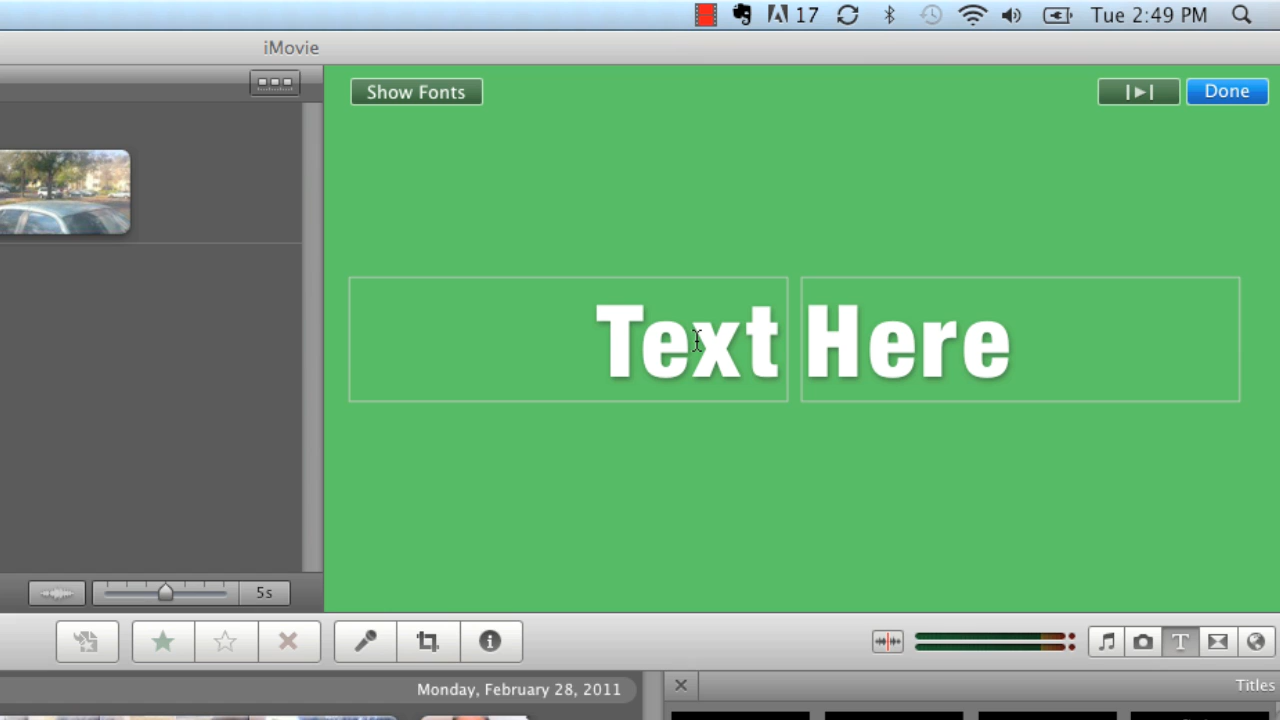 17 Tue 2:49 PM
iMovie
Show Fonts Done
Text Here
5s
T
Monday, February 28, 2011
Titles